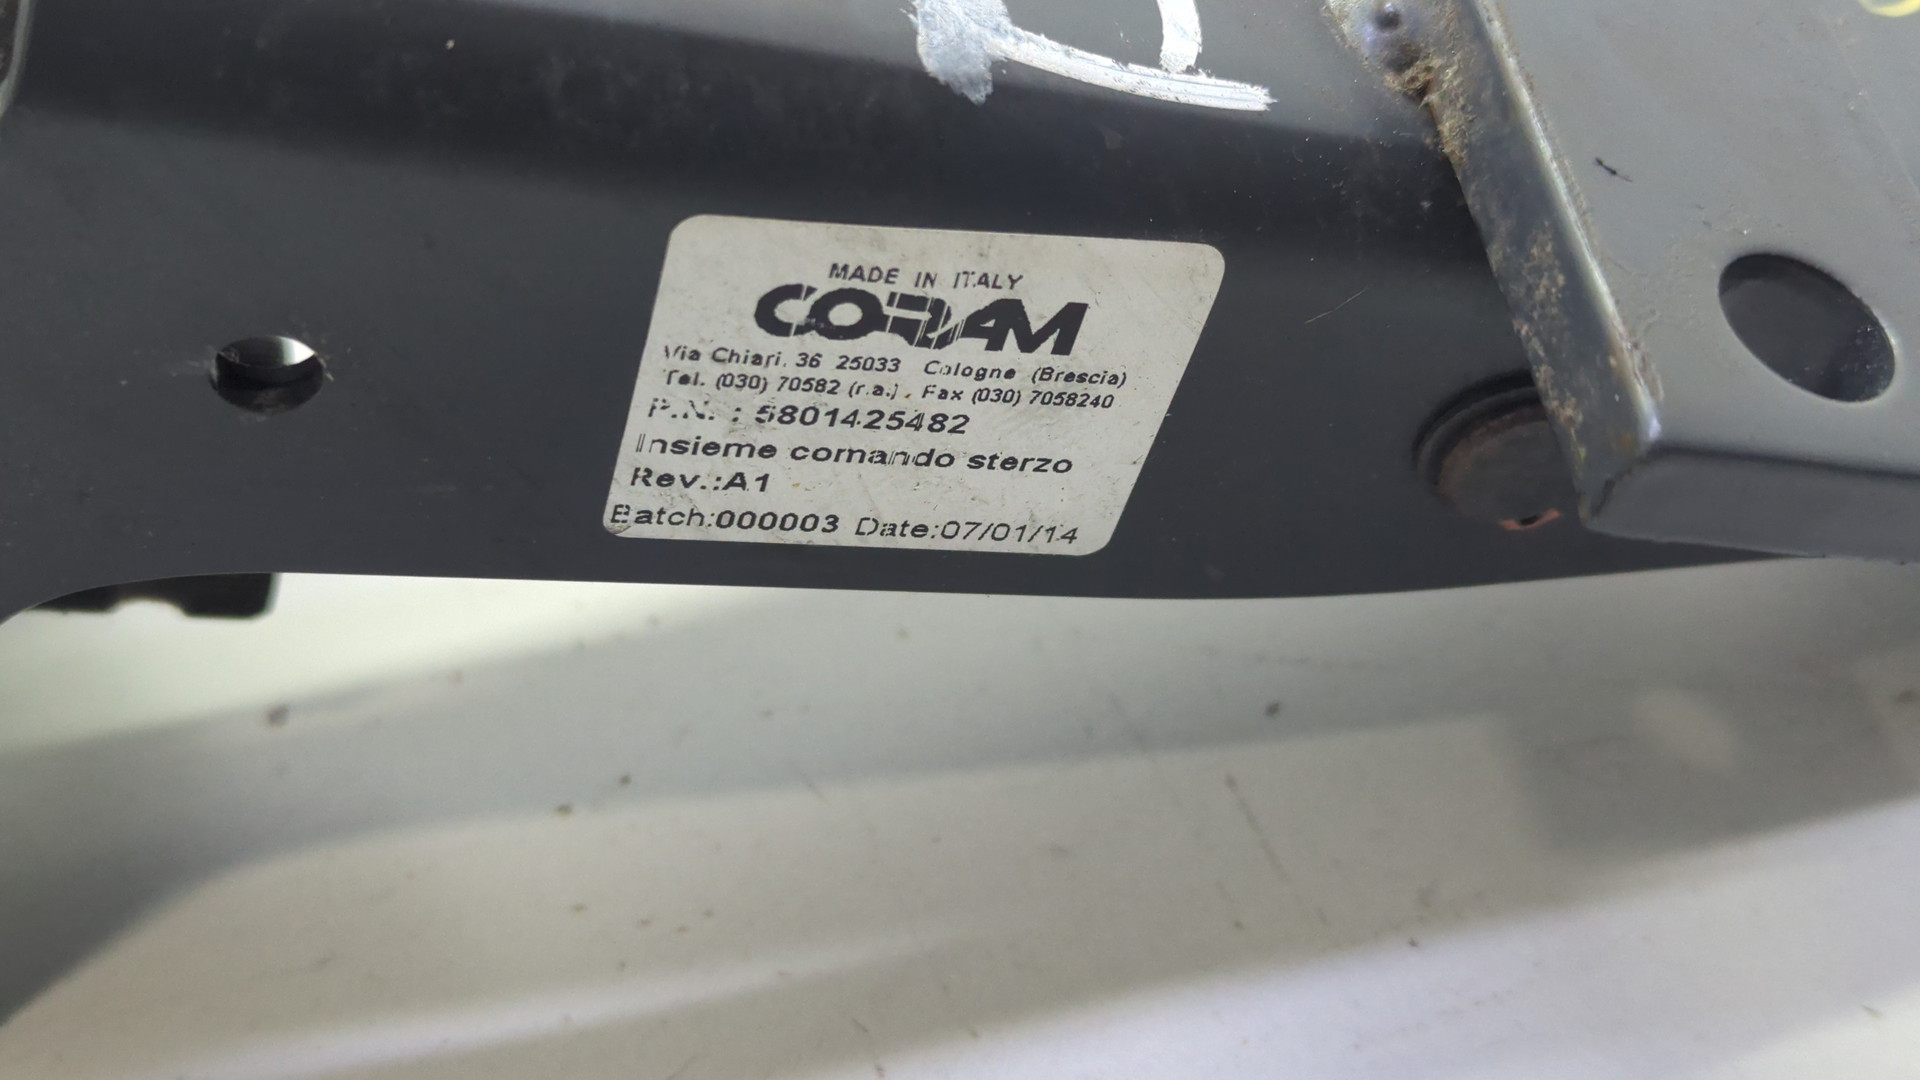 MADE IN ITALY
CORAM
Via Chiari, 36 25033 Cologne (Brescia)
Tel. (030) 70582 (r.a.) . Fax (030) 7058240
P.N. : 5801425482
Insieme comando sterzo
Rev.:A1
Batch:000003 Date:07/01/14